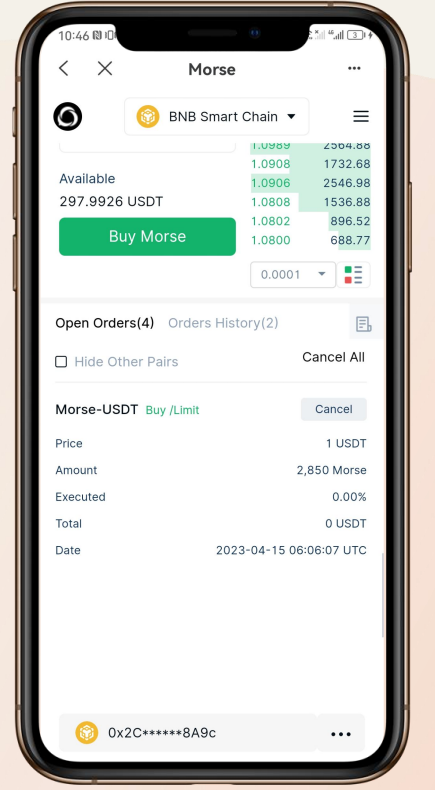 10:46
Morse
BNB Smart Chain
1.0989 2564.88
1.0908 1732.68
Available 1.0906 2546.98
297.9926 USDT 1.0808 1536.88
Buy Morse 1.0802 896.52
1.0800 688.77
0.0001
Open Orders(4) Orders History(2)
Hide Other Pairs Cancel All
Morse-USDT Buy /Limit Cancel
Price 1 USDT
Amount 2,850 Morse
Executed 0.00%
Total 0 USDT
Date 2023-04-15 06:06:07 UTC
0x2C******8A9c